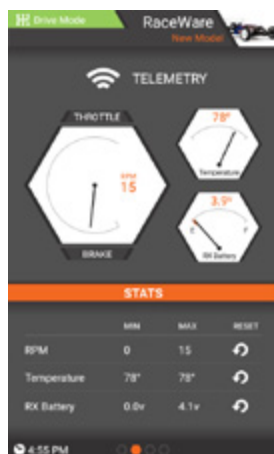 Drive Mode
RaceWare
New Model
TELEMETRY
THROTTLE
RPM
15
BRAKE
78°
Temperature
3.9v
E F
RX Battery
STATS
MIN MAX RESET
RPM 0 15
Temperature 78° 78°
RX Battery 0.0v 4.1v
4:55 PM